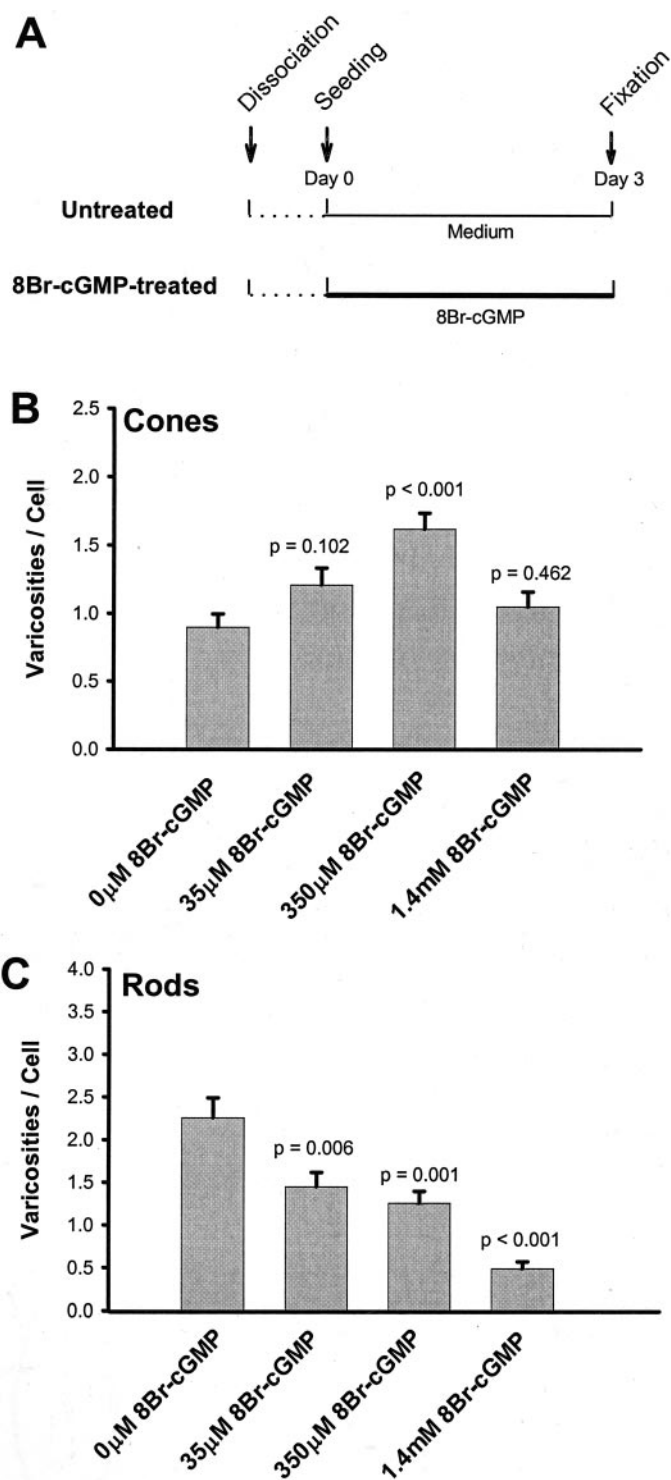 A
Dissociation
Seeding
Fixation
Day 0
Day 3
Untreated
Medium
8Br-cGMP-treated
8Br-cGMP
B
Cones
Varicosities / Cell
2.5
2.0
1.5
1.0
0.5
0.0
p = 0.102
p < 0.001
p = 0.462
0μM 8Br-cGMP
35μM 8Br-cGMP
350μM 8Br-cGMP
1.4mM 8Br-cGMP
C
Rods
Varicosities / Cell
4.0
3.5
3.0
2.5
2.0
1.5
1.0
0.5
0.0
p = 0.006
p = 0.001
p < 0.001
0μM 8Br-cGMP
35μM 8Br-cGMP
350μM 8Br-cGMP
1.4mM 8Br-cGMP